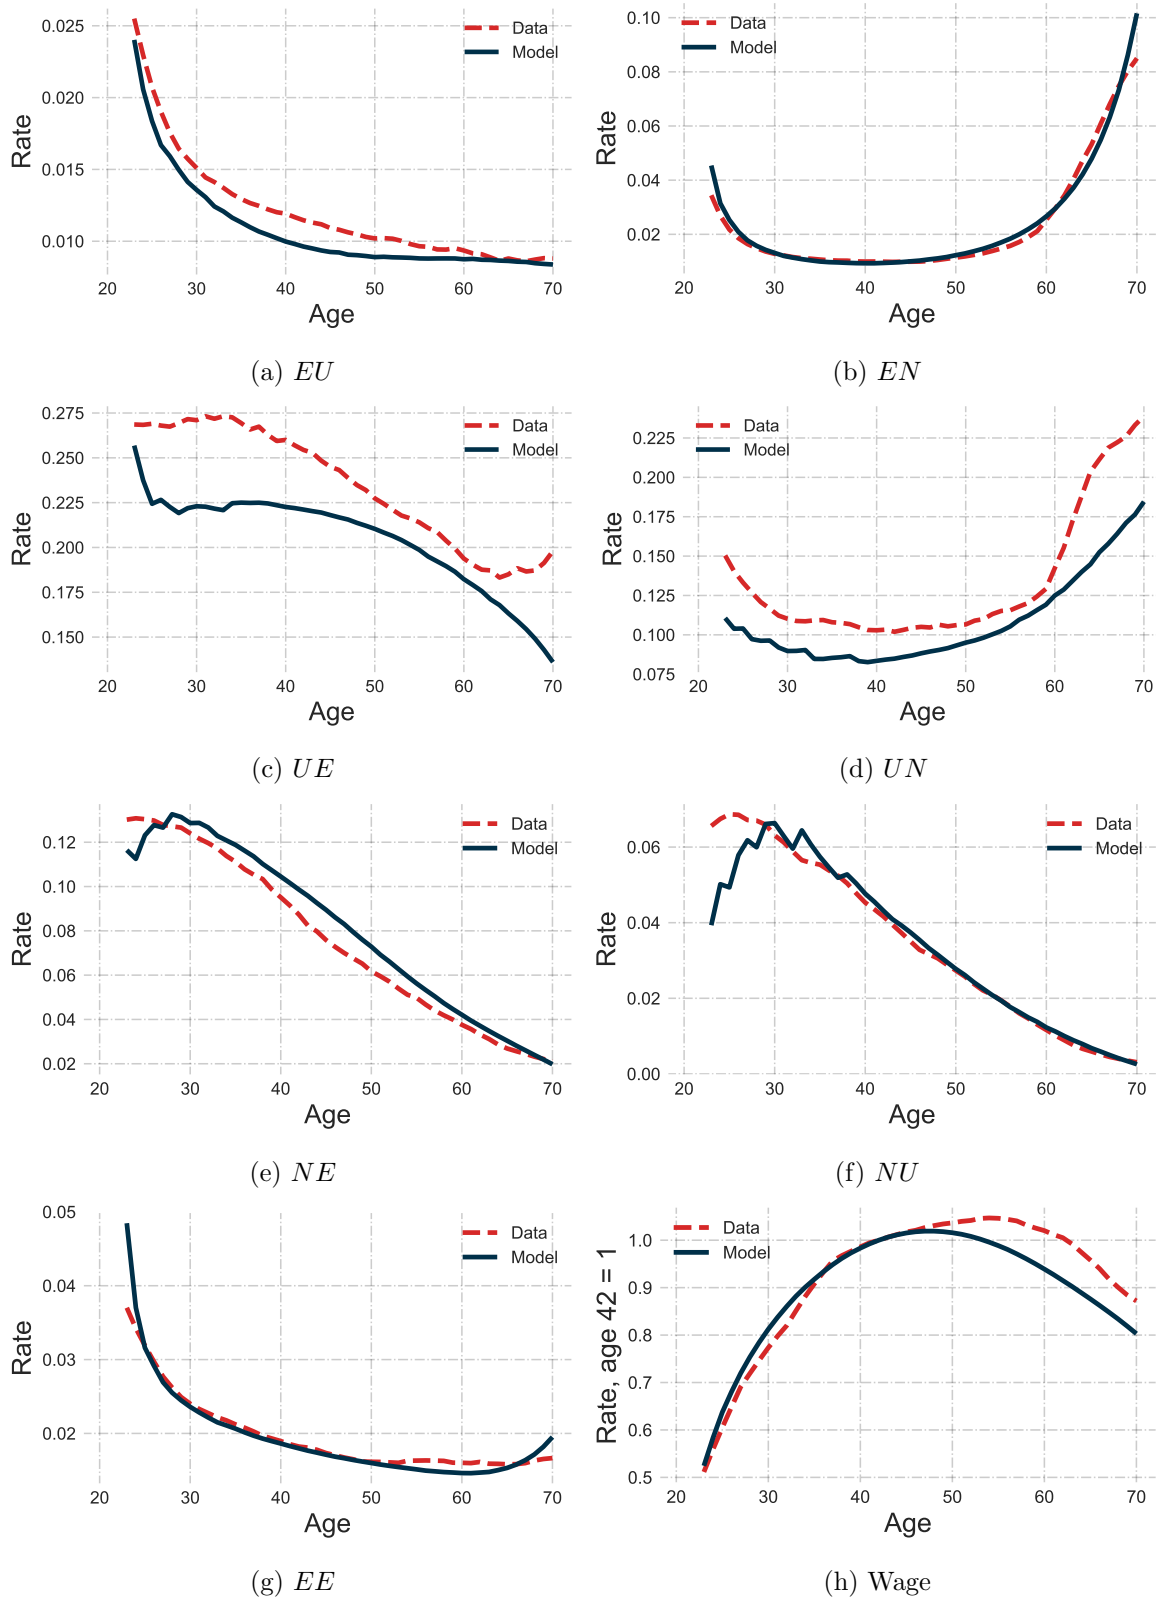 0.025
0.020
0.015
0.010
Rate
Data
Model
20 30 40 50 60 70
Age
(a) EU
0.10
0.08
0.06
0.04
0.02
Rate
Data
Model
20 30 40 50 60 70
Age
(b) EN
0.275
0.250
0.225
0.200
0.175
0.150
Rate
Data
Model
20 30 40 50 60 70
Age
(c) UE
0.225
0.200
0.175
0.150
0.125
0.100
0.075
Rate
Data
Model
20 30 40 50 60 70
Age
(d) UN
0.12
0.10
0.08
0.06
0.04
0.02
Rate
Data
Model
20 30 40 50 60 70
Age
(e) NE
0.06
0.04
0.02
0.00
Rate
Data
Model
20 30 40 50 60 70
Age
(f) NU
0.05
0.04
0.03
0.02
Rate
Data
Model
20 30 40 50 60 70
Age
(g) EE
1.0
0.9
0.8
0.7
0.6
0.5
Rate, age 42 = 1
Data
Model
20 30 40 50 60 70
Age
(h) Wage